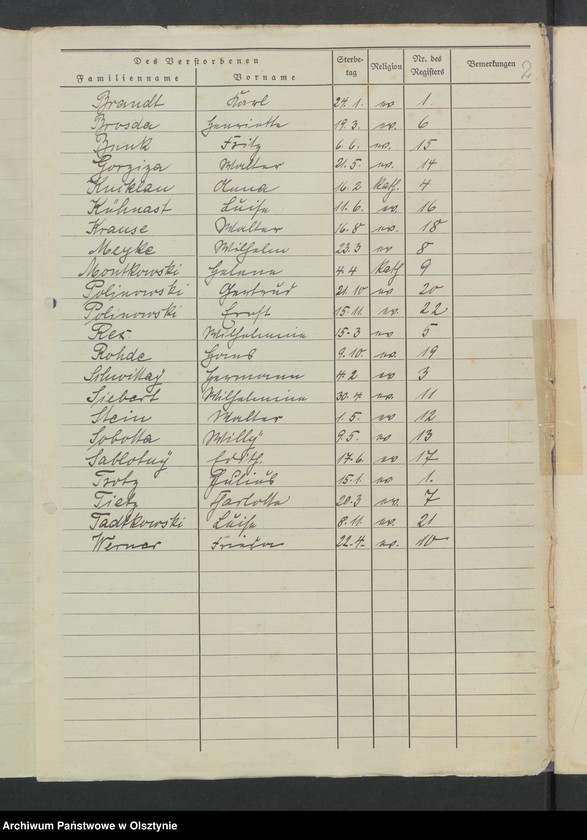 2
Des Verstorbenen Sterbetag Religion Nr. des Registers Bemerkungen
Familienname Vorname
Brandt Karl 24.1. ev 1.
Brosda Henriette 19.3. ev. 6
Bunk Fritz 6.6. ev. 15
Gorziza Walter 21.5. ev. 14
Anna 16.2 Kath. 4
Kühnast Luise 11.6. ev. 16
Krause Walter 16.8 ev. 18
Meyke Wilhelm 23.3 ev 8
Montkowski Helene 4.4 Kath 9
Polinowski Gertrud 21.10 ev 20
Polinowski Ernst 15.11. ev. 22
Rex Wilhelmine 15.3 ev 5
Rohde Hans 9.10. ev. 19
Schwittay Hermann 4.2 ev 3
Siebert Wilhelmine 30.4 ev. 11
Stein Walter 1.5. ev 12
Sobotta Willy 9.5. ev 13
Sablotny Edith. 17.6. ev. 17
Trotz Julius 15.1. ev 1.
Tietz Charlotte 20.3 ev. 7
Tadtkowski Luise 8.11. ev. 21
Werner Frieda 22.4. ev. 10
Archiwum Państwowe w Olsztynie